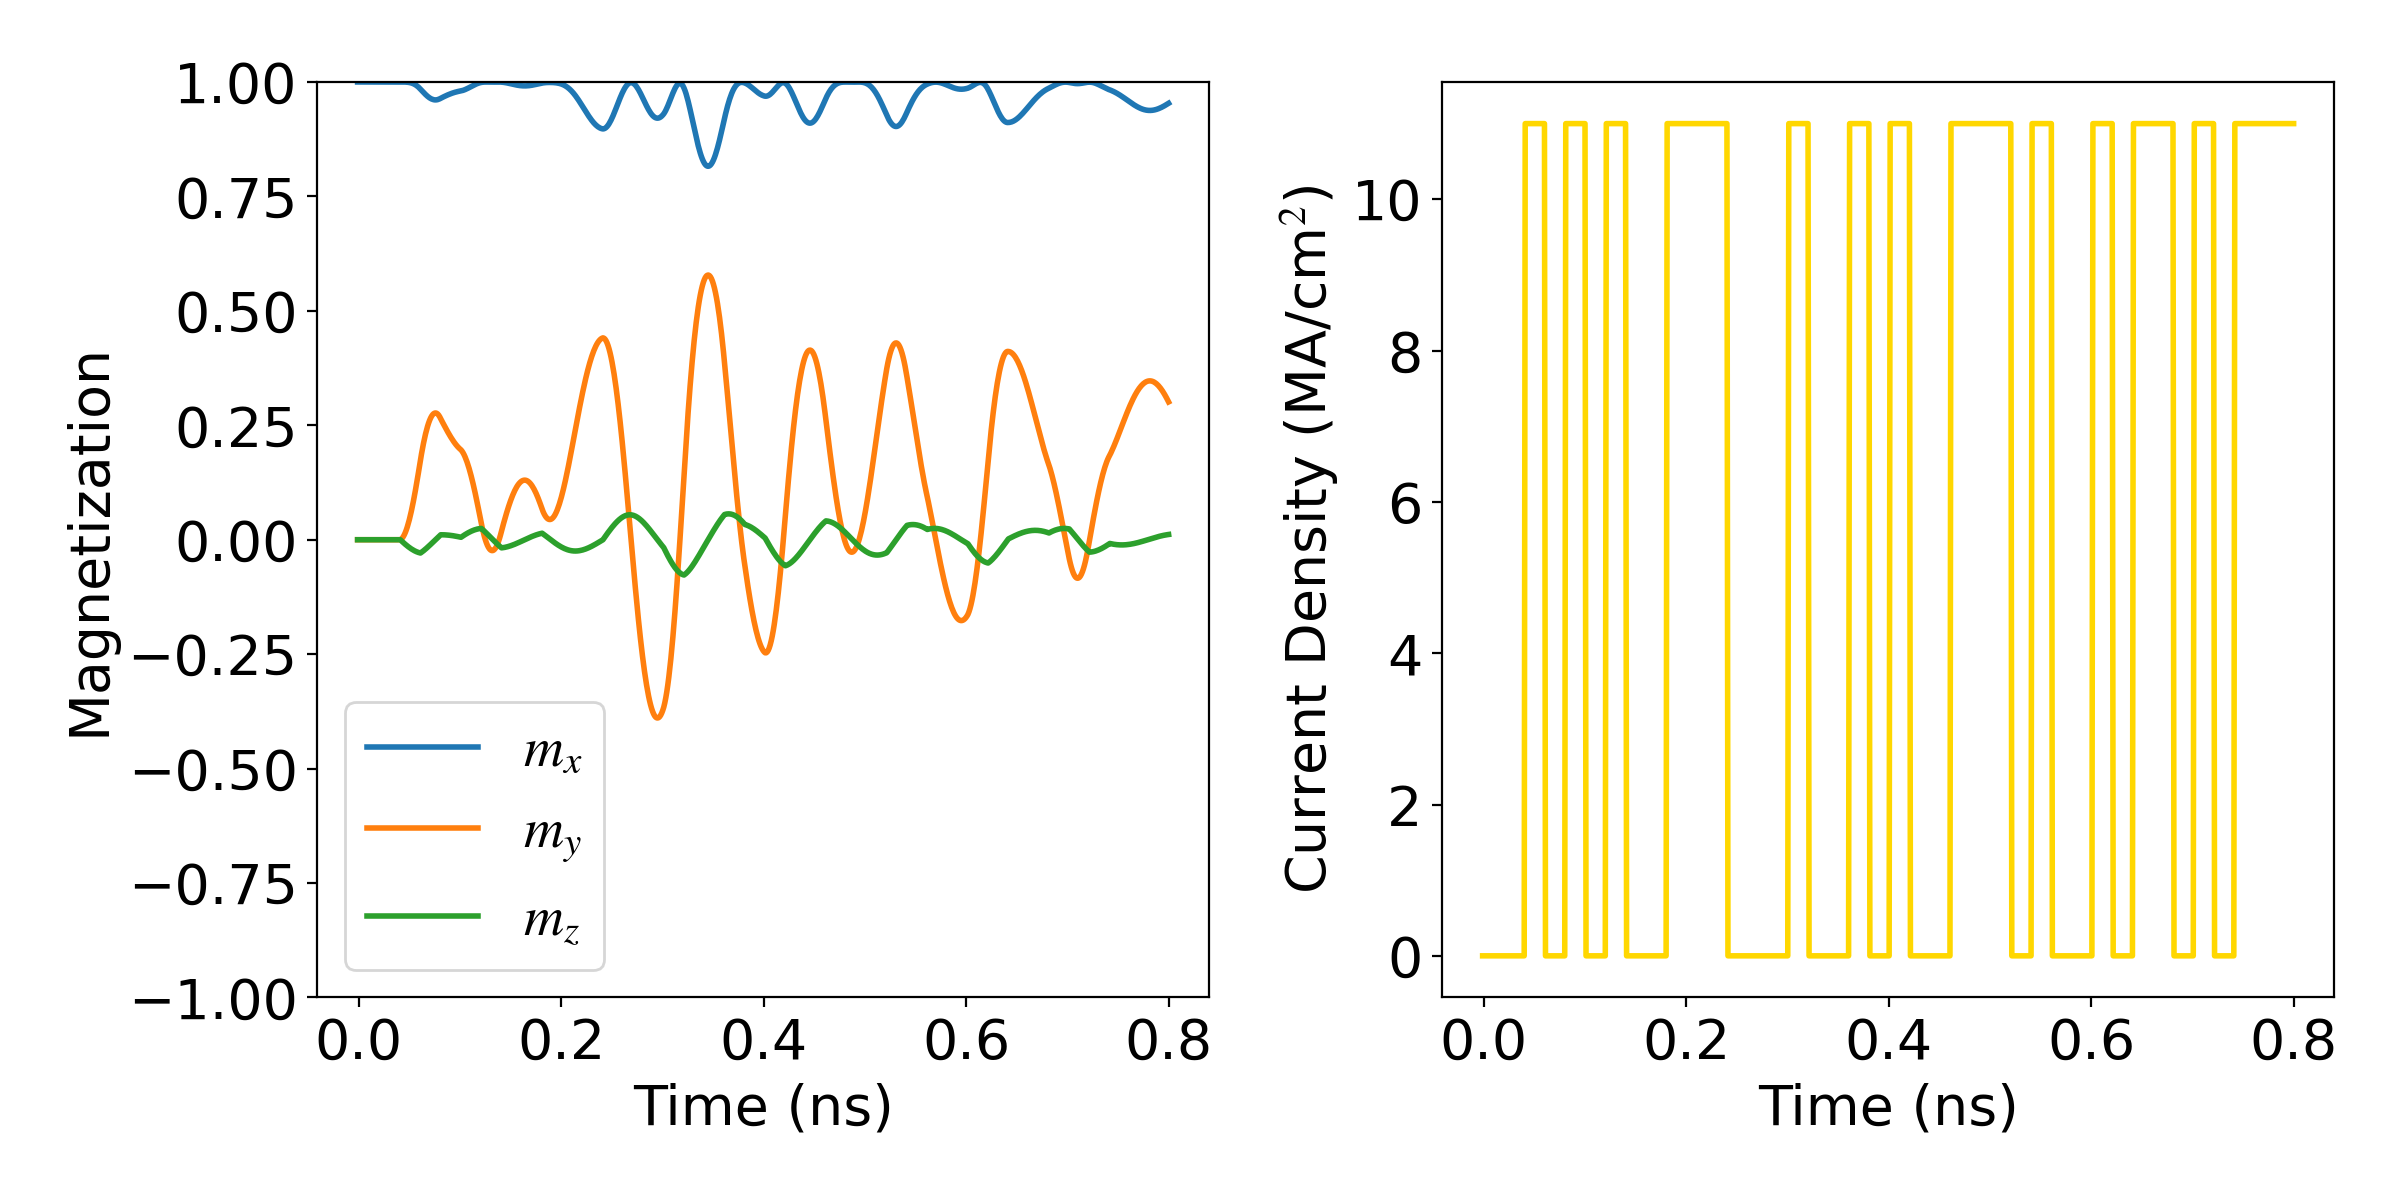 1.00
0.75
0.50
0.25
0.00
−0.25
−0.50
−0.75
−1.00
Magnetization
m_x
m_y
m_z
0.0 0.2 0.4 0.6 0.8
Time (ns)
10
8
6
4
2
0
Current Density (MA/cm²)
0.0 0.2 0.4 0.6 0.8
Time (ns)